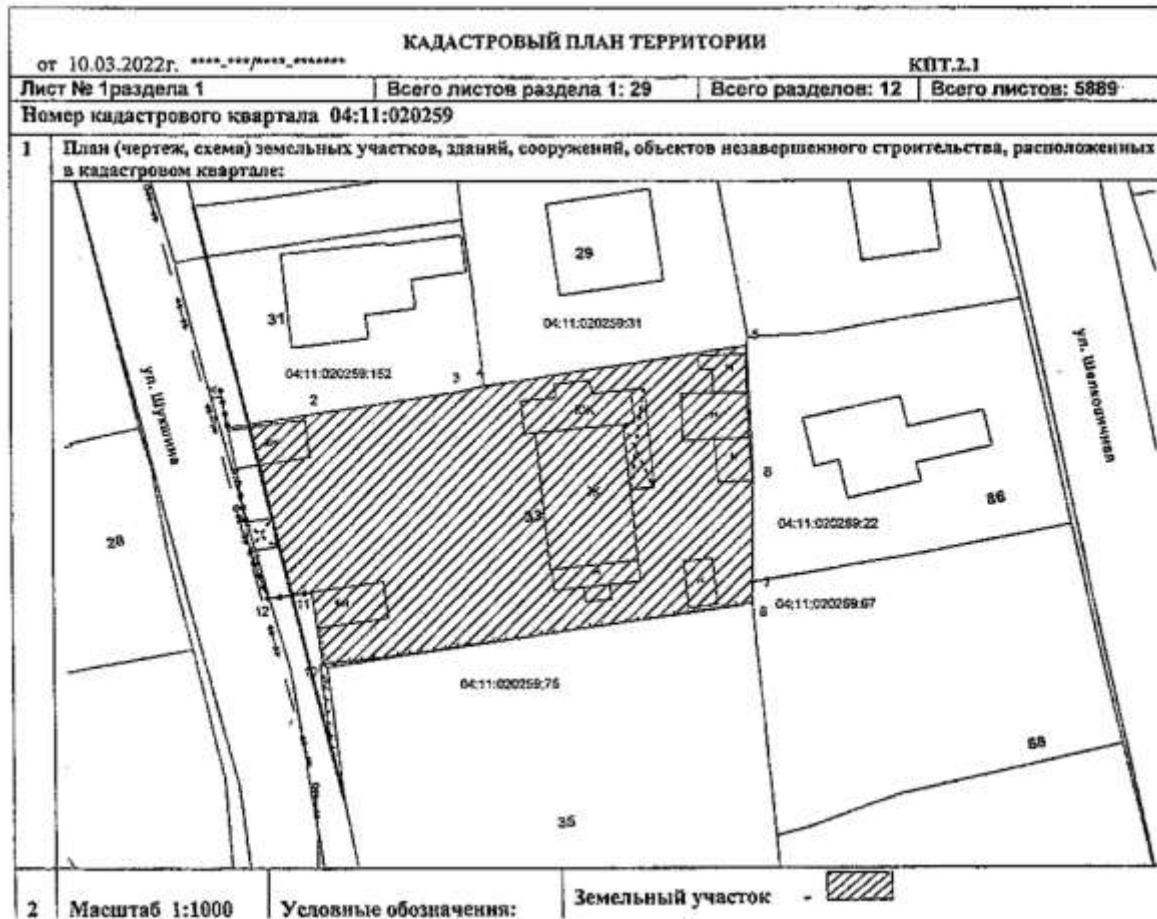 КАДАСТРОВЫЙ ПЛАН ТЕРРИТОРИИ
от 10.03.2022г. ****-***/****-*******
КПТ.2.1
Лист № 1раздела 1
Всего листов раздела 1: 29
Всего разделов: 12
Всего листов: 5889
Номер кадастрового квартала 04:11:020259
1
План (чертеж, схема) земельных участков, зданий, сооружений, объектов незавершенного строительства, расположенных
в кадастровом квартале:
29
31
04:11:020259:31
5
04:11:020259:152
3
4
2
ул. Шукшина
ул. Шелковичная
КЖ
Ж
33
8
86
04:11:020259:22
28
7
04:11:020259:67
8
12
11
04:11:020259:75
68
35
2
Масштаб 1:1000
Условные обозначения:
Земельный участок -